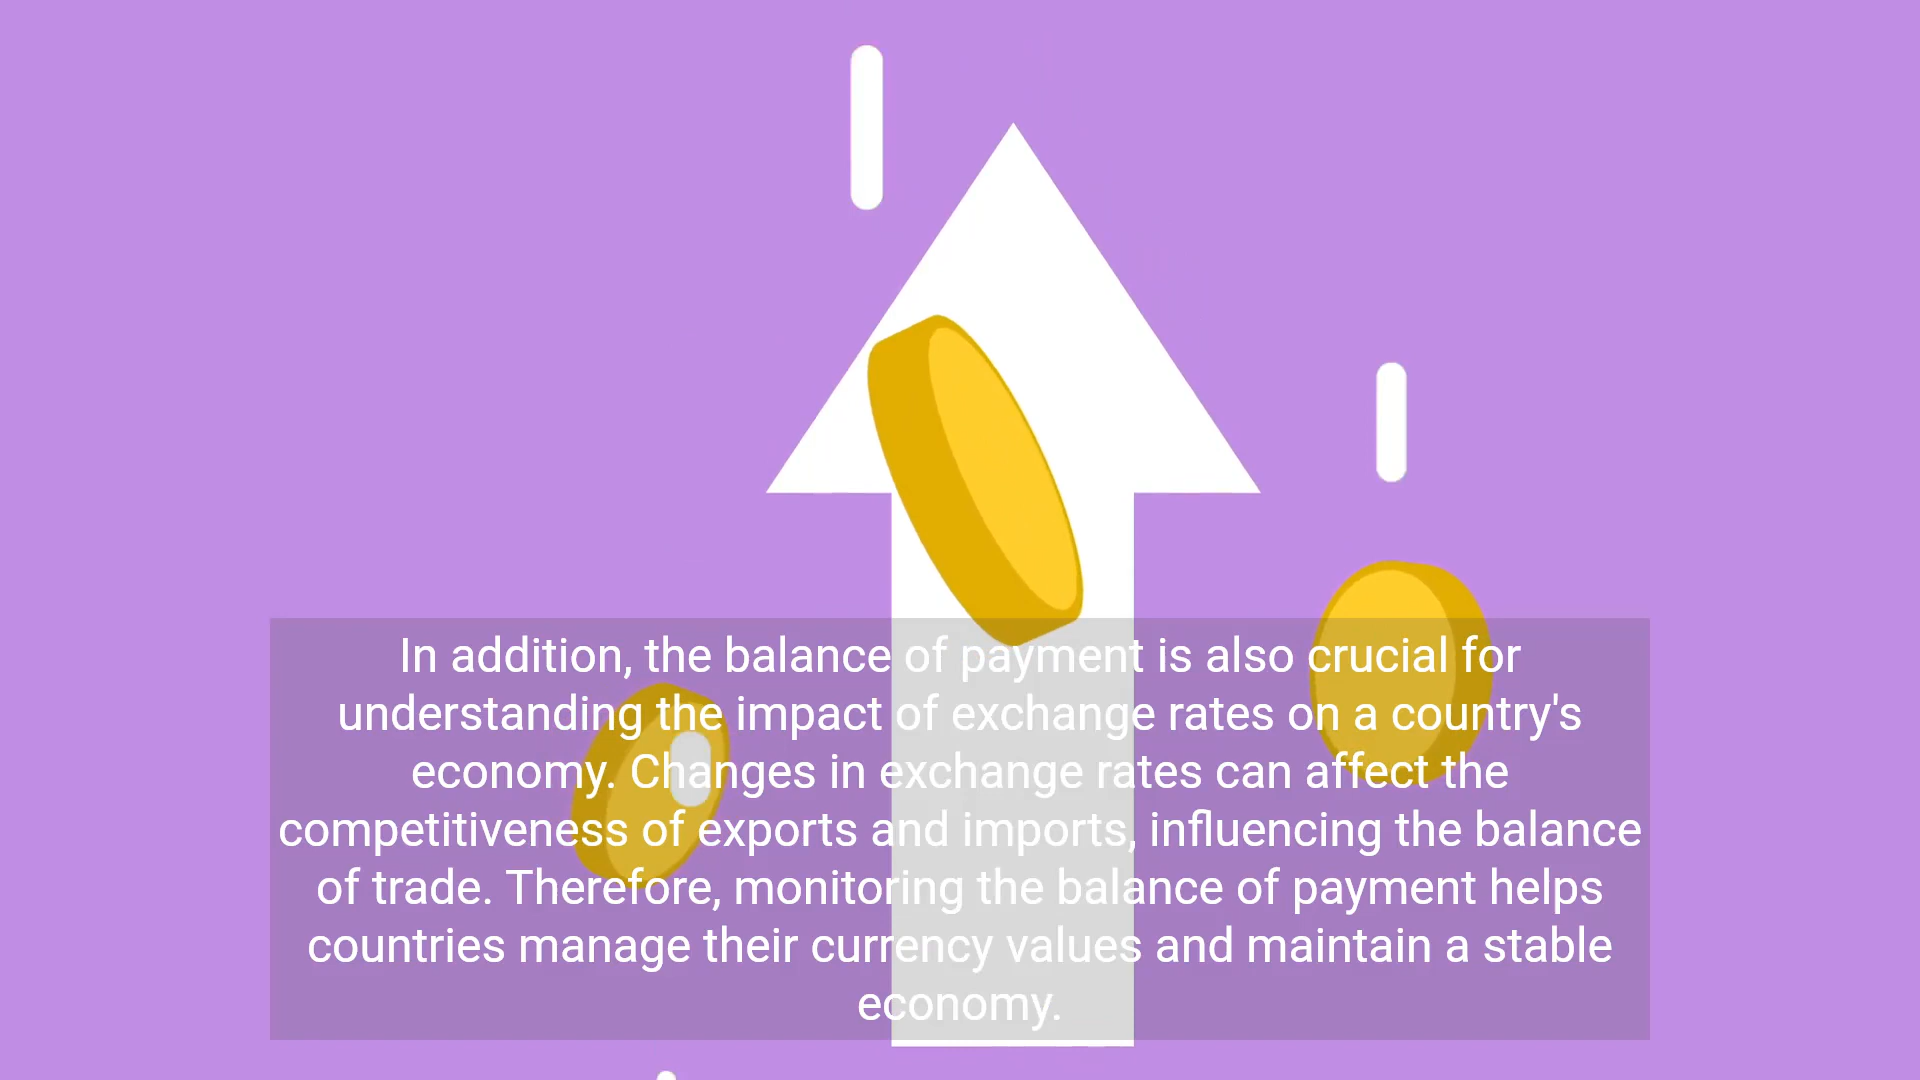 In addition, the balance of payment is also crucial for
understanding the impact of exchange rates on a country's
economy. Changes in exchange rates can affect the
competitiveness of exports and imports, influencing the balance
of trade. Therefore, monitoring the balance of payment helps
countries manage their currency values and maintain a stable
economy.